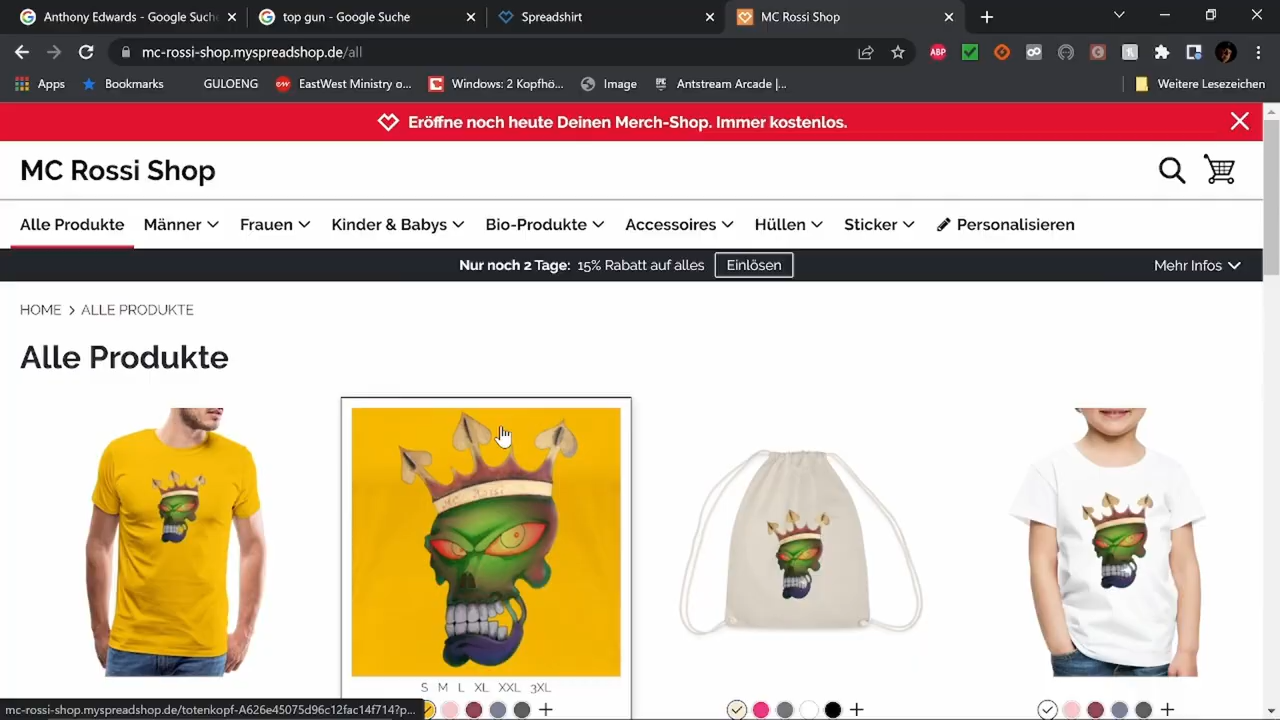 Anthony Edwards - Google Suche
top gun - Google Suche
Spreadshirt
MC Rossi Shop
mc-rossi-shop.myspreadshop.de/all
ABP
Apps
Bookmarks
GULOENG
EastWest Ministry o...
Windows: 2 Kopfhö...
Image
Antstream Arcade |...
Weitere Lesezeichen
Eröffne noch heute Deinen Merch-Shop. Immer kostenlos.
MC Rossi Shop
Alle Produkte
Männer
Frauen
Kinder & Babys
Bio-Produkte
Accessoires
Hüllen
Sticker
Personalisieren
Nur noch 2 Tage: 15% Rabatt auf alles
Einlösen
Mehr Infos
HOME > ALLE PRODUKTE
Alle Produkte
Mc Rossi
S M L XL XXL 3XL
mc-rossi-shop.myspreadshop.de/totenkopf-A626e45075d96c12fac14f714?p...